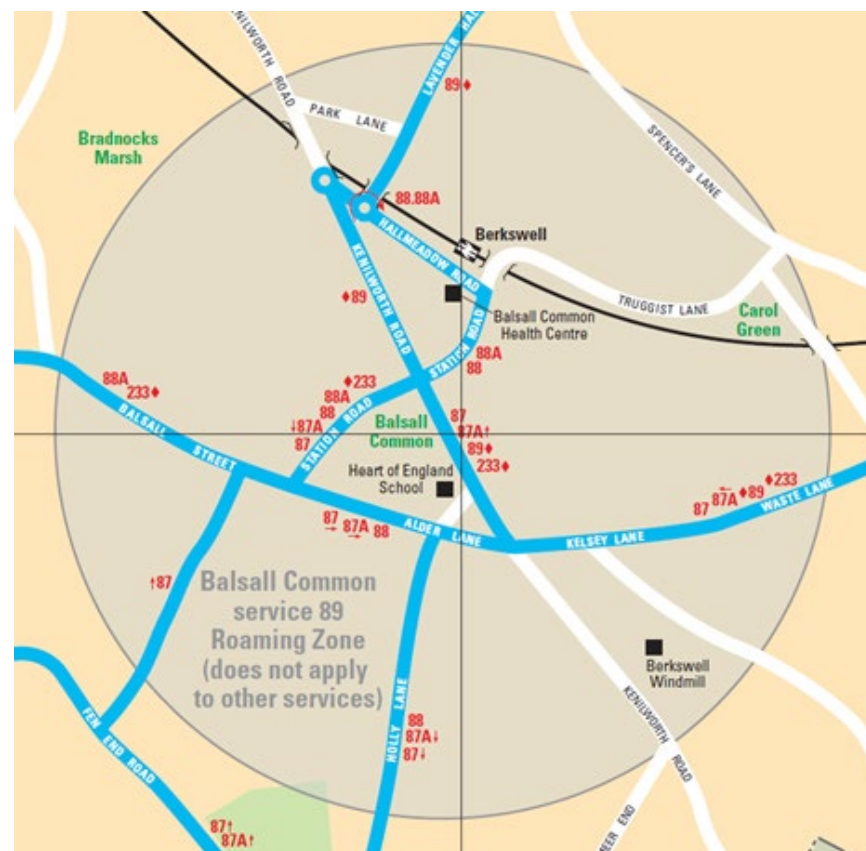 KENILWORTH ROAD
LAVENDER HAL
89♦
PARK LANE
Bradnocks
Marsh
SPENCER'S LANE
88.88A
HALLMEADOW ROAD
Berkswell
KENILWORTH ROAD
♦89
TRUGGIST LANE
Carol
Green
Balsall Common
Health Centre
STATION ROAD
88A
88
88A
233♦
BALSALL STREET
♦233
88A
88
↓87A
87
STATION ROAD
Balsall
Common
87
87A↑
89♦
233♦
Heart of England
School
87
→
87A
→
88
ALDER LANE
KELSEY LANE
87
←
87A
♦89
♦233
WASTE LANE
↑87
Balsall Common
service 89
Roaming Zone
(does not apply
to other services)
Berkswell
Windmill
KENILWORTH ROAD
FEN END ROAD
HOLLY LANE
88
87A↓
87↓
87↑
87A↑
MEER END